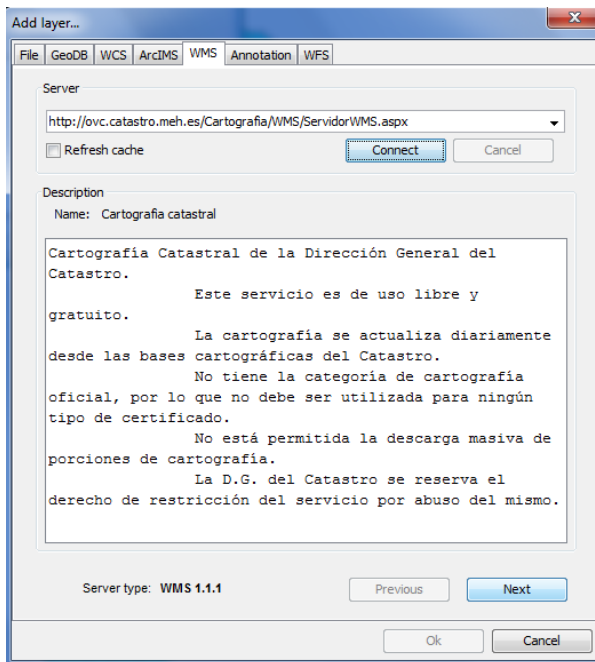 Add layer...
x
File GeoDB WCS ArcIMS WMS Annotation WFS
Server
http://ovc.catastro.meh.es/Cartografia/WMS/ServidorWMS.aspx
Refresh cache Connect Cancel
Description
Name: Cartografia catastral
Cartografía Catastral de la Dirección General del
Catastro.
Este servicio es de uso libre y
gratuito.
La cartografía se actualiza diariamente
desde las bases cartográficas del Catastro.
No tiene la categoría de cartografía
oficial, por lo que no debe ser utilizada para ningún
tipo de certificado.
No está permitida la descarga masiva de
porciones de cartografía.
La D.G. del Catastro se reserva el
derecho de restricción del servicio por abuso del mismo.
Server type: WMS 1.1.1 Previous Next
Ok Cancel